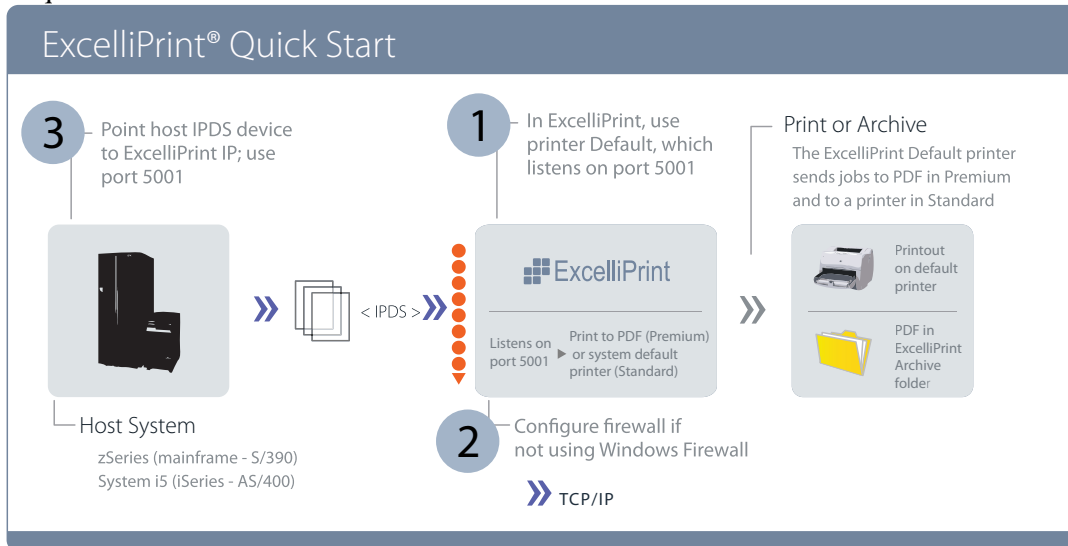 ExcelliPrint® Quick Start
3
Point host IPDS device
to ExcelliPrint IP; use
port 5001
1
In ExcelliPrint, use
printer Default, which
listens on port 5001
Print or Archive
The ExcelliPrint Default printer
sends jobs to PDF in Premium
and to a printer in Standard
< IPDS >
ExcelliPrint
Listens on
port 5001
Print to PDF (Premium)
or system default
printer (Standard)
Printout
on default
printer
PDF in
ExcelliPrint
Archive
folder
Host System
zSeries (mainframe - S/390)
System i5 (iSeries - AS/400)
2
Configure firewall if
not using Windows Firewall
TCP/IP